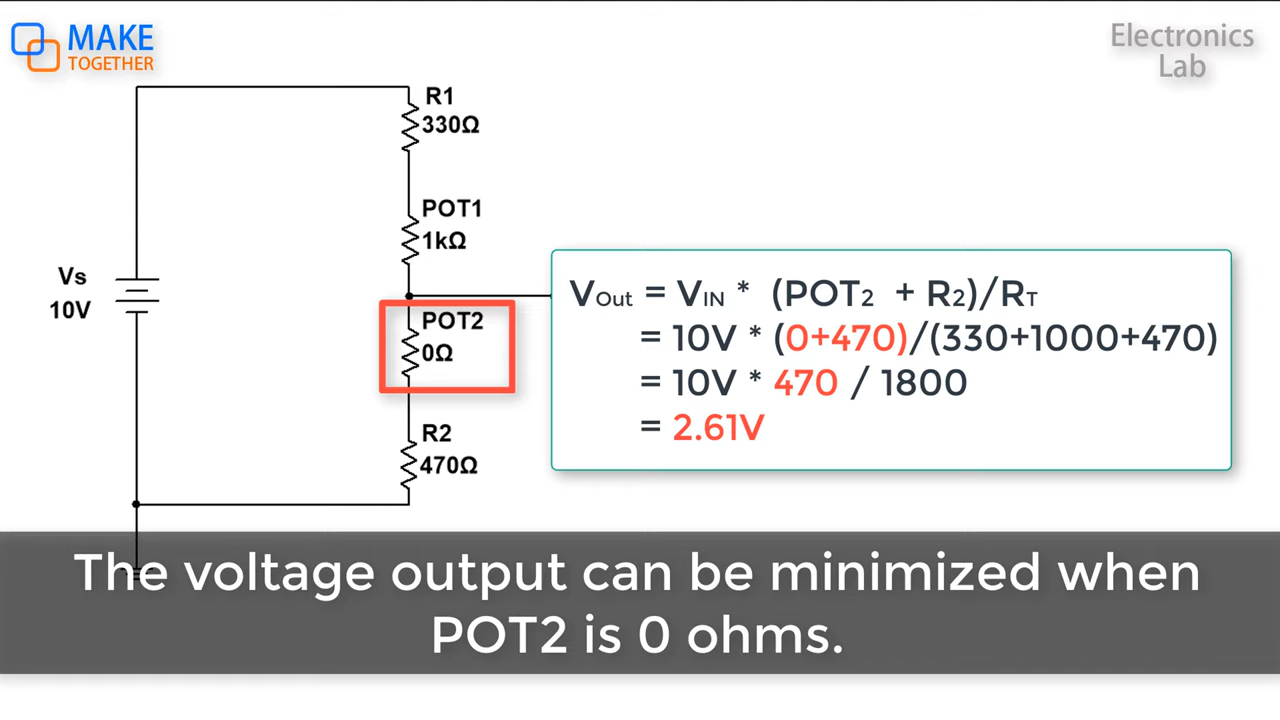 MAKE
TOGETHER
Electronics
Lab
R1
330Ω
POT1
1kΩ
Vs
10V
POT2
0Ω
R2
470Ω
VOut = VIN * (POT2 + R2)/RT
= 10V * (0+470)/(330+1000+470)
= 10V * 470 / 1800
= 2.61V
The voltage output can be minimized when
POT2 is 0 ohms.